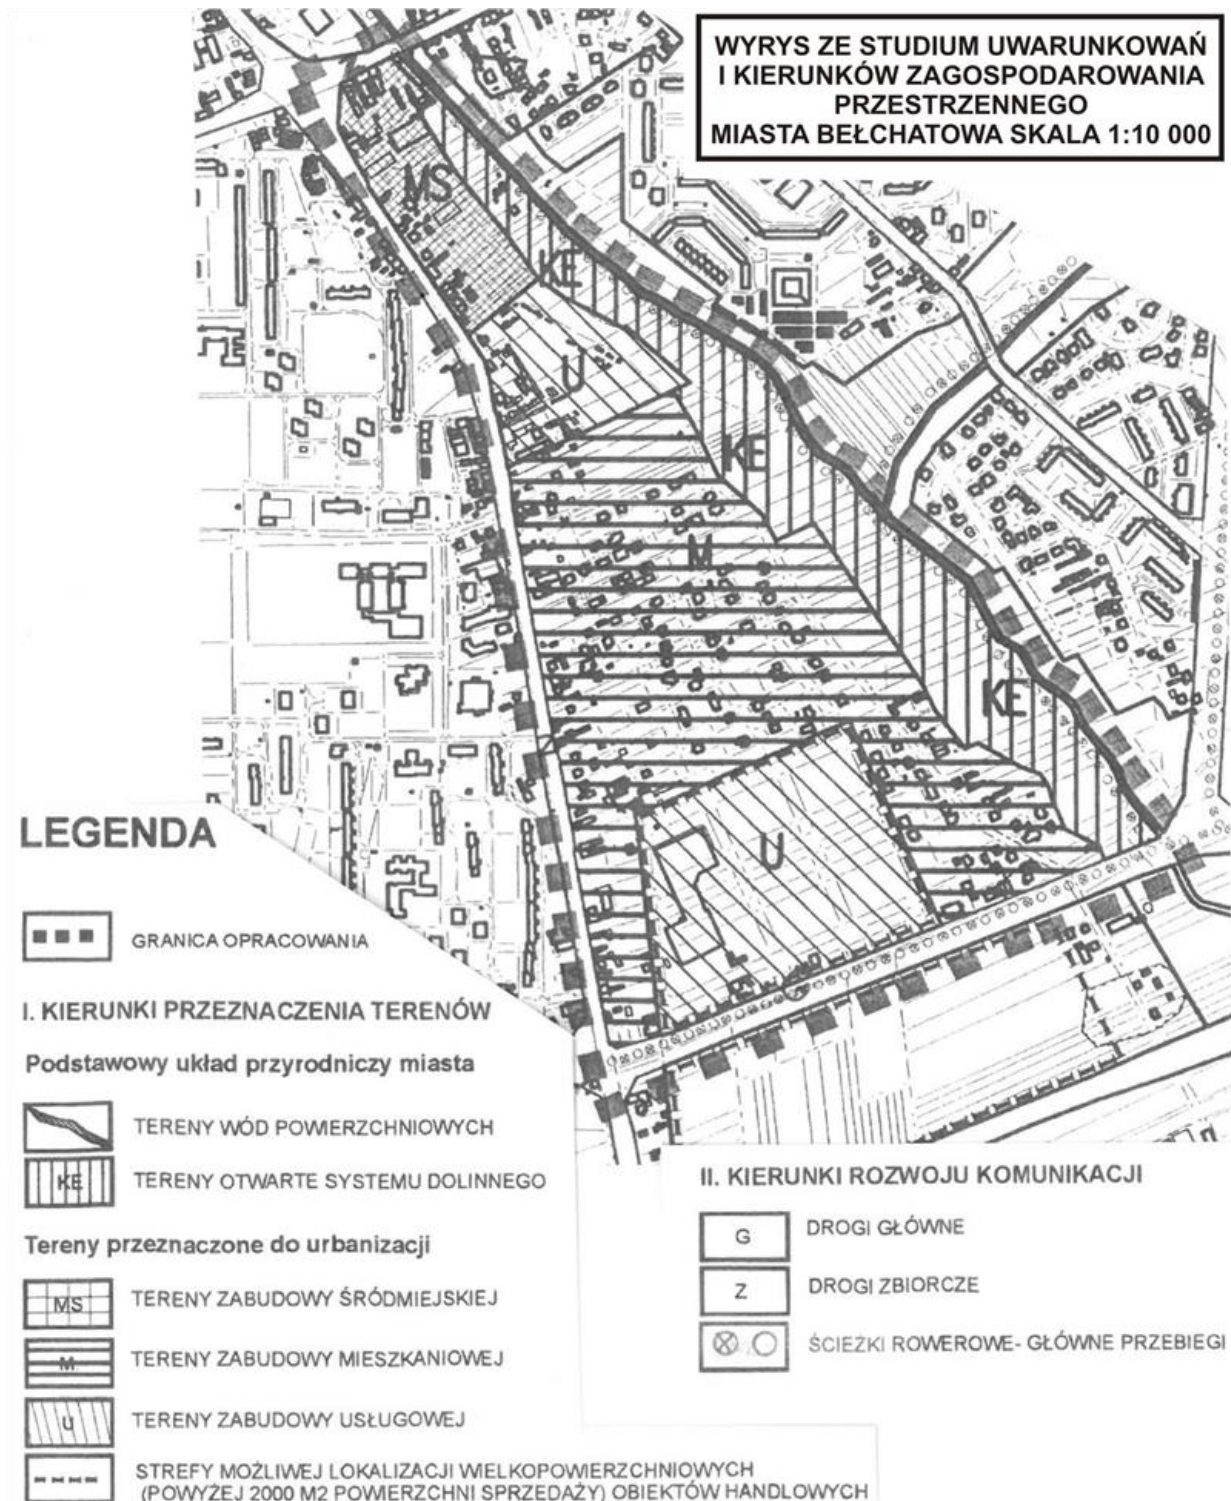 WYRYS ZE STUDIUM UWARUNKOWAŃ
I KIERUNKÓW ZAGOSPODAROWANIA
PRZESTRZENNEGO
MIASTA BEŁCHATOWA SKALA 1:10 000
MS
KE
U
KE
M
KE
U
Z
G
LEGENDA
GRANICA OPRACOWANIA
I. KIERUNKI PRZEZNACZENIA TERENÓW
Podstawowy układ przyrodniczy miasta
TERENY WÓD POWIERZCHNIOWYCH
KE
TERENY OTWARTE SYSTEMU DOLINNEGO
Tereny przeznaczone do urbanizacji
MS
TERENY ZABUDOWY ŚRÓDMIEJSKIEJ
M
TERENY ZABUDOWY MIESZKANIOWEJ
U
TERENY ZABUDOWY USŁUGOWEJ
STREFY MOŻLIWEJ LOKALIZACJI WIELKOPOWIERZCHNIOWYCH
(POWYŻEJ 2000 M2 POWIERZCHNI SPRZEDAŻY) OBIEKTÓW HANDLOWYCH
II. KIERUNKI ROZWOJU KOMUNIKACJI
G
DROGI GŁÓWNE
Z
DROGI ZBIORCZE
ŚCIEŻKI ROWEROWE- GŁÓWNE PRZEBIEGI